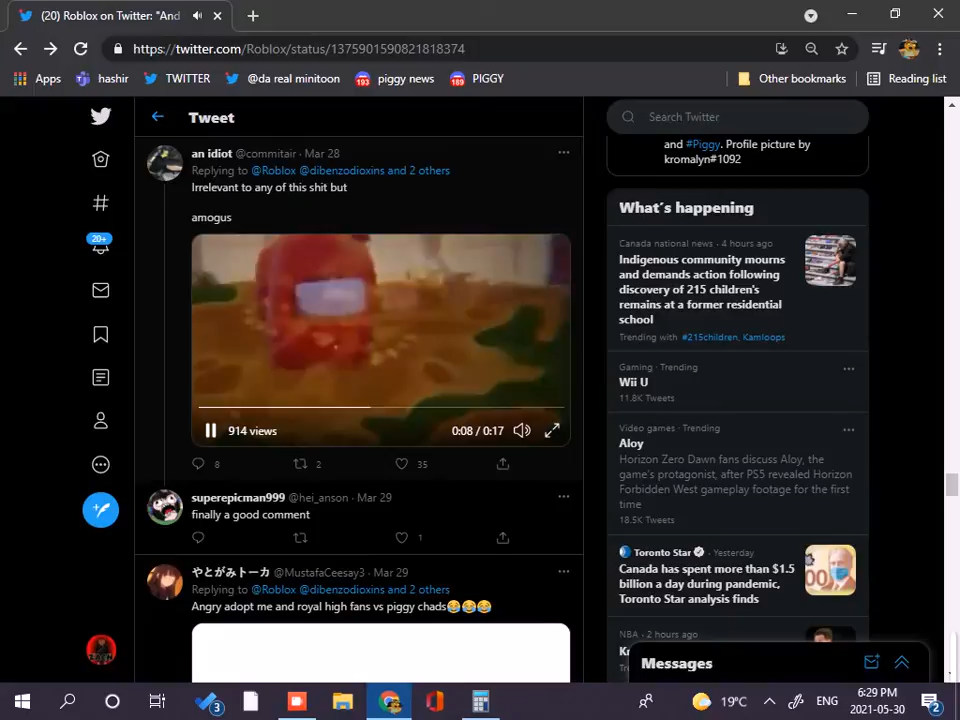 (20) Roblox on Twitter: "And
https://twitter.com/Roblox/status/1375901590821818374
Apps
hashir
TWITTER
@da real minitoon
193
piggy news
189
PIGGY
Other bookmarks
Reading list
Tweet
an idiot @commitair · Mar 28
Replying to @Roblox @dibenzodioxins and 2 others
Irrelevant to any of this shit but
amogus
914 views
0:08 / 0:17
8
2
35
superepicman999 @hei_anson · Mar 29
finally a good comment
1
やとがみトーカ @MustafaCeesay3 · Mar 29
Replying to @Roblox @dibenzodioxins and 2 others
Angry adopt me and royal high fans vs piggy chads😂😂😂
20+
Search Twitter
and #Piggy. Profile picture by
kromalyn#1092
What's happening
Canada national news · 4 hours ago
Indigenous community mourns
and demands action following
discovery of 215 children's
remains at a former residential
school
Trending with #215children, Kamloops
Gaming · Trending
Wii U
11.8K Tweets
Video games · Trending
Aloy
Horizon Zero Dawn fans discuss Aloy, the
game's protagonist, after PS5 revealed Horizon
Forbidden West gameplay footage for the first
time
18.5K Tweets
Toronto Star · Yesterday
Canada has spent more than $1.5
billion a day during pandemic,
Toronto Star analysis finds
NBA · 2 hours ago
Messages
3
19°C
ENG
6:29 PM
2021-05-30
2